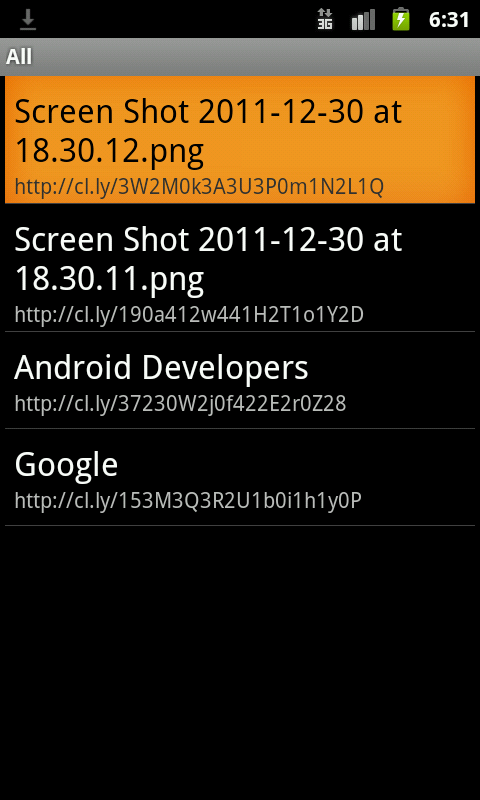 3G 6:31
All
Screen Shot 2011-12-30 at
18.30.12.png
http://cl.ly/3W2M0k3A3U3P0m1N2L1Q
Screen Shot 2011-12-30 at
18.30.11.png
http://cl.ly/190a412w441H2T1o1Y2D
Android Developers
http://cl.ly/37230W2j0f422E2r0Z28
Google
http://cl.ly/153M3Q3R2U1b0i1h1y0P